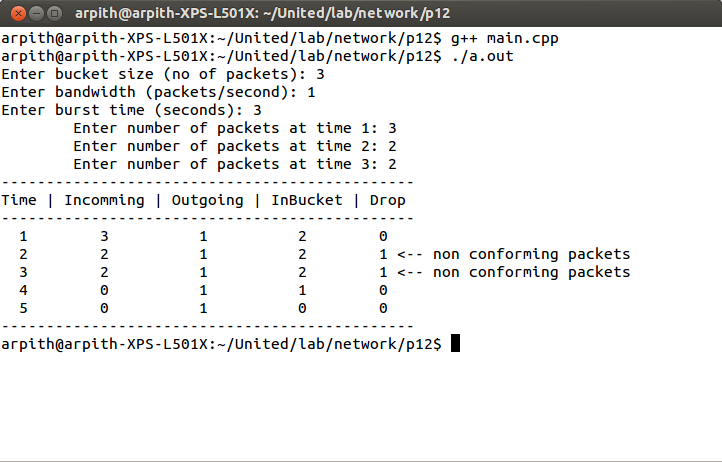 arpith@arpith-XPS-L501X: ~/United/lab/network/p12
arpith@arpith-XPS-L501X:~/United/lab/network/p12$ g++ main.cpp
arpith@arpith-XPS-L501X:~/United/lab/network/p12$ ./a.out
Enter bucket size (no of packets): 3
Enter bandwidth (packets/second): 1
Enter burst time (seconds): 3
        Enter number of packets at time 1: 3
        Enter number of packets at time 2: 2
        Enter number of packets at time 3: 2
----------------------------------------------
Time | Incomming | Outgoing | InBucket | Drop
----------------------------------------------
  1        3          1         2       0
  2        2          1         2       1 <-- non conforming packets
  3        2          1         2       1 <-- non conforming packets
  4        0          1         1       0
  5        0          1         0       0
----------------------------------------------
arpith@arpith-XPS-L501X:~/United/lab/network/p12$